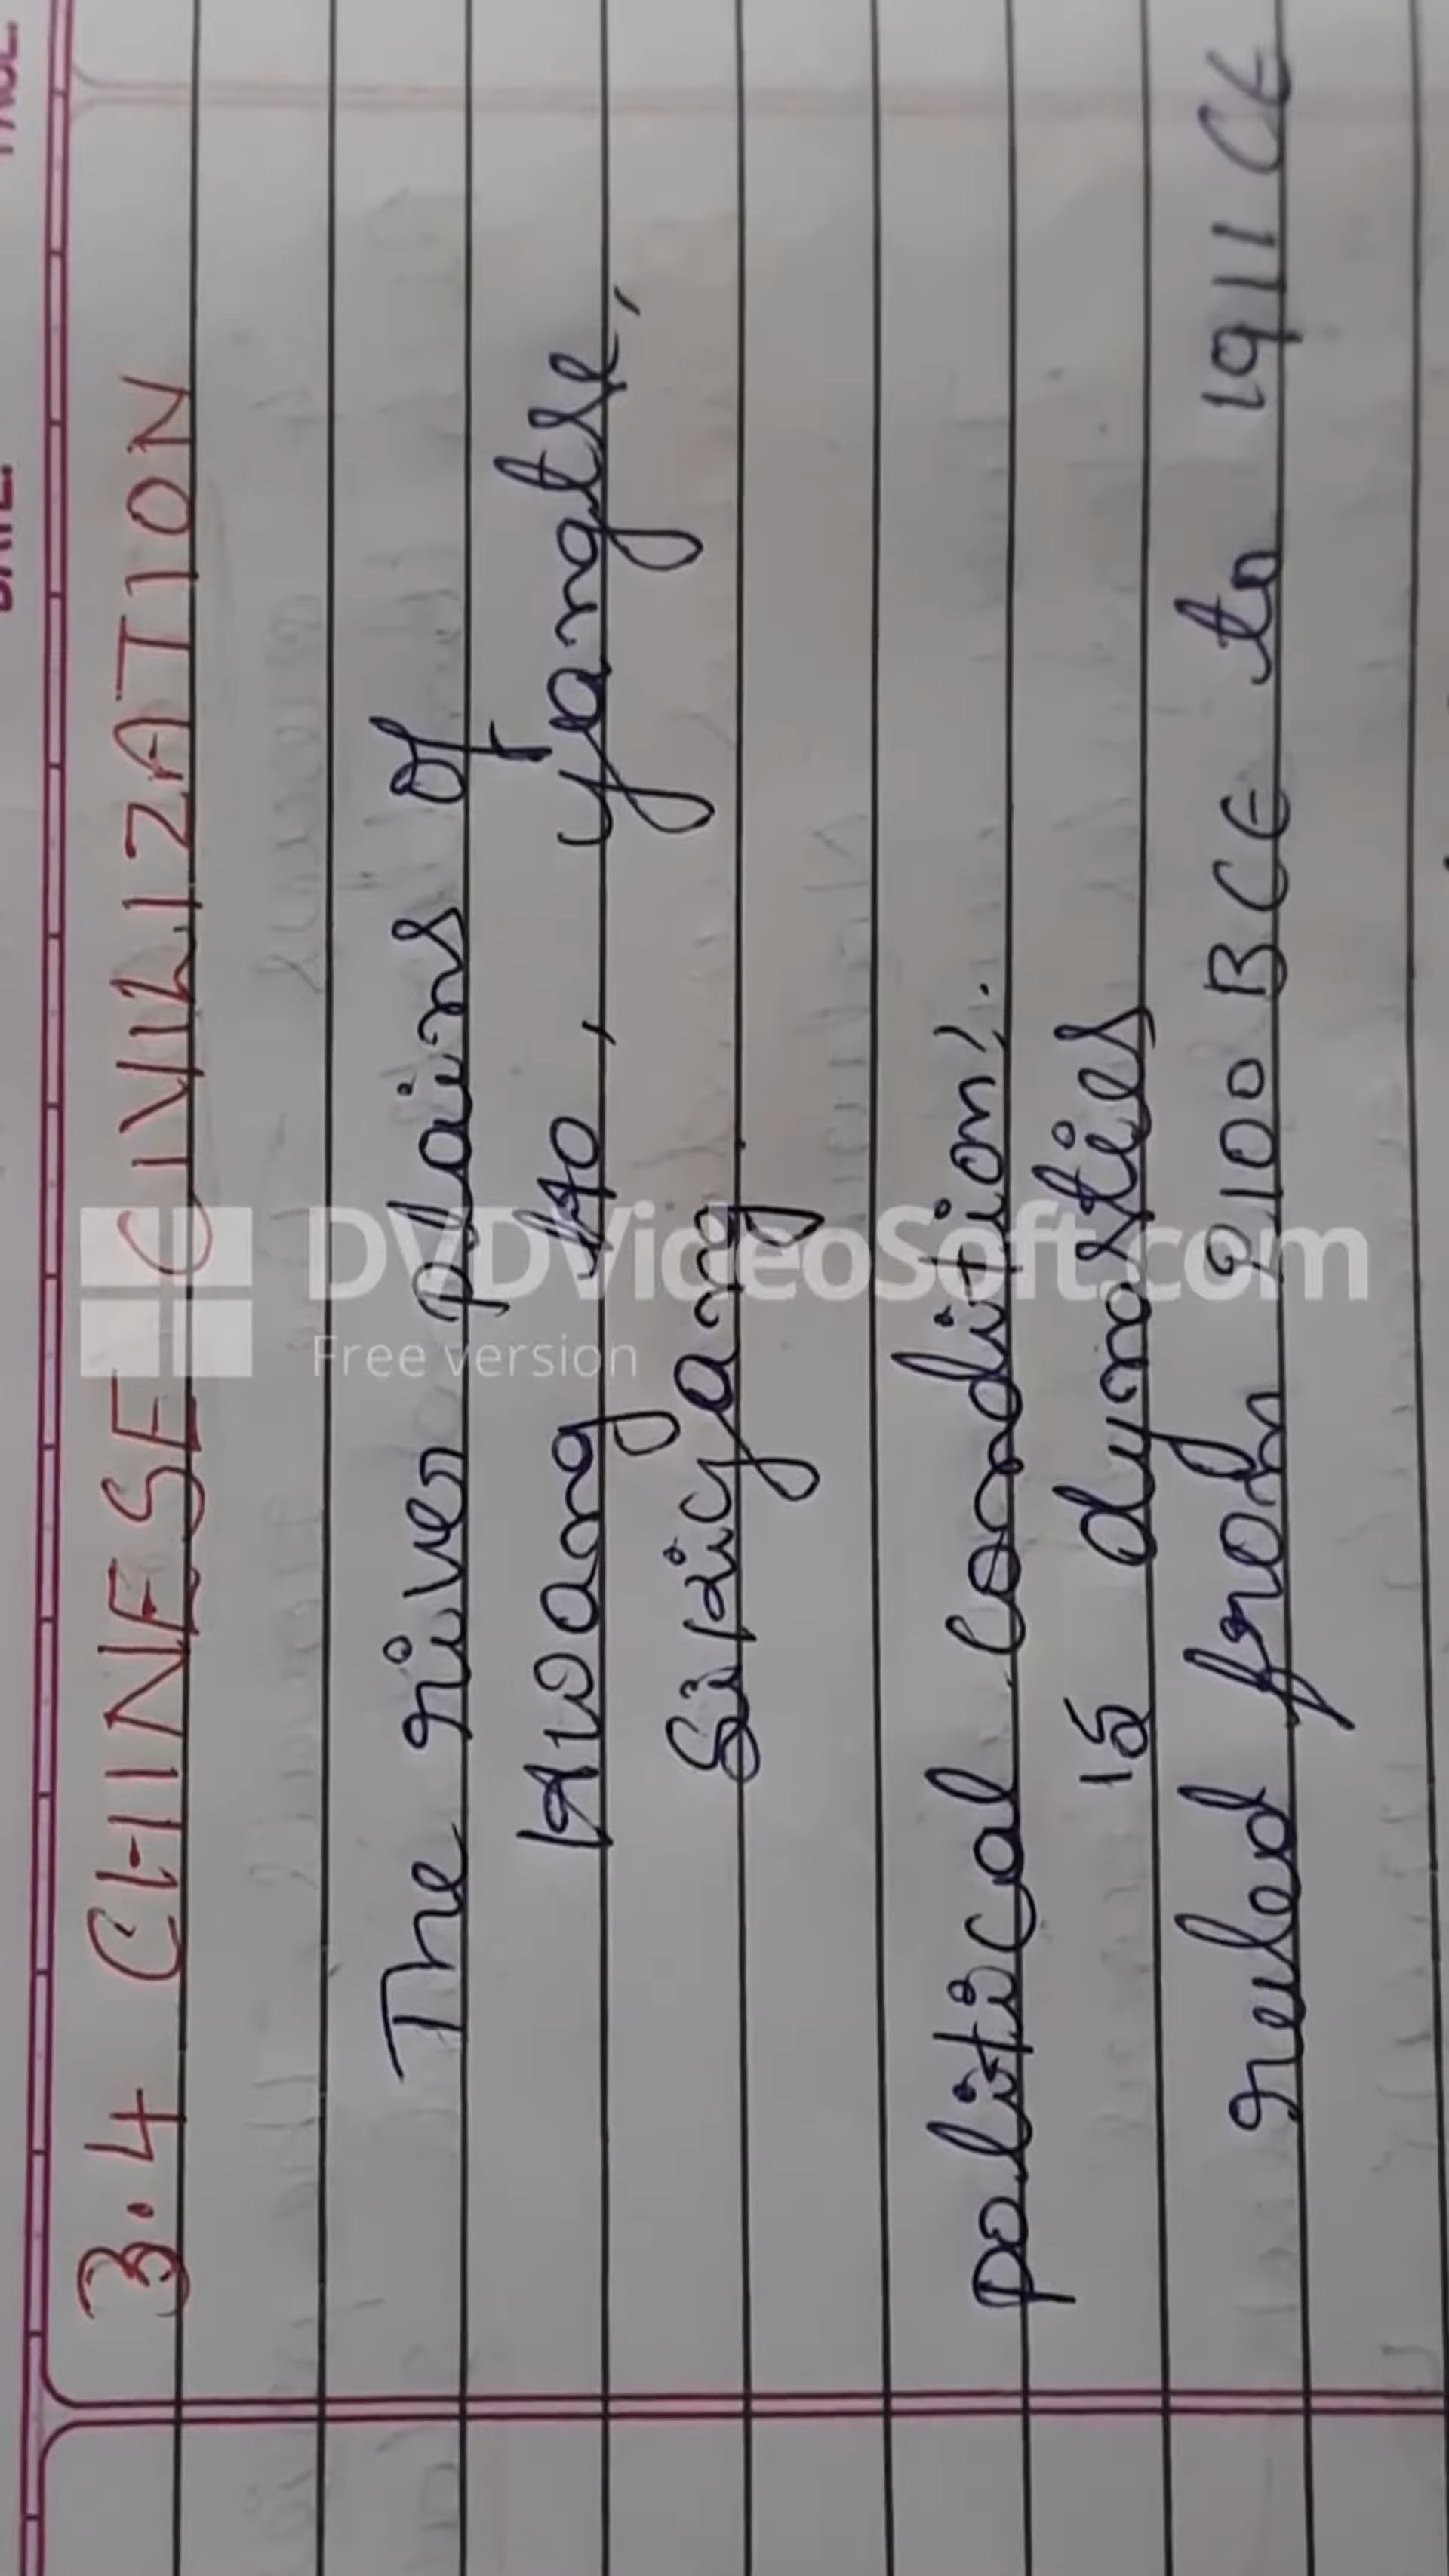 3.4 CHINESE CIVILIZATION
The river plains of
Hwang Ho, yangtse,
Sikiyang
political condition:
15 dynasties
ruled from 2100 BCE to 1911 CE
DVDVideoSoft.com
Free version